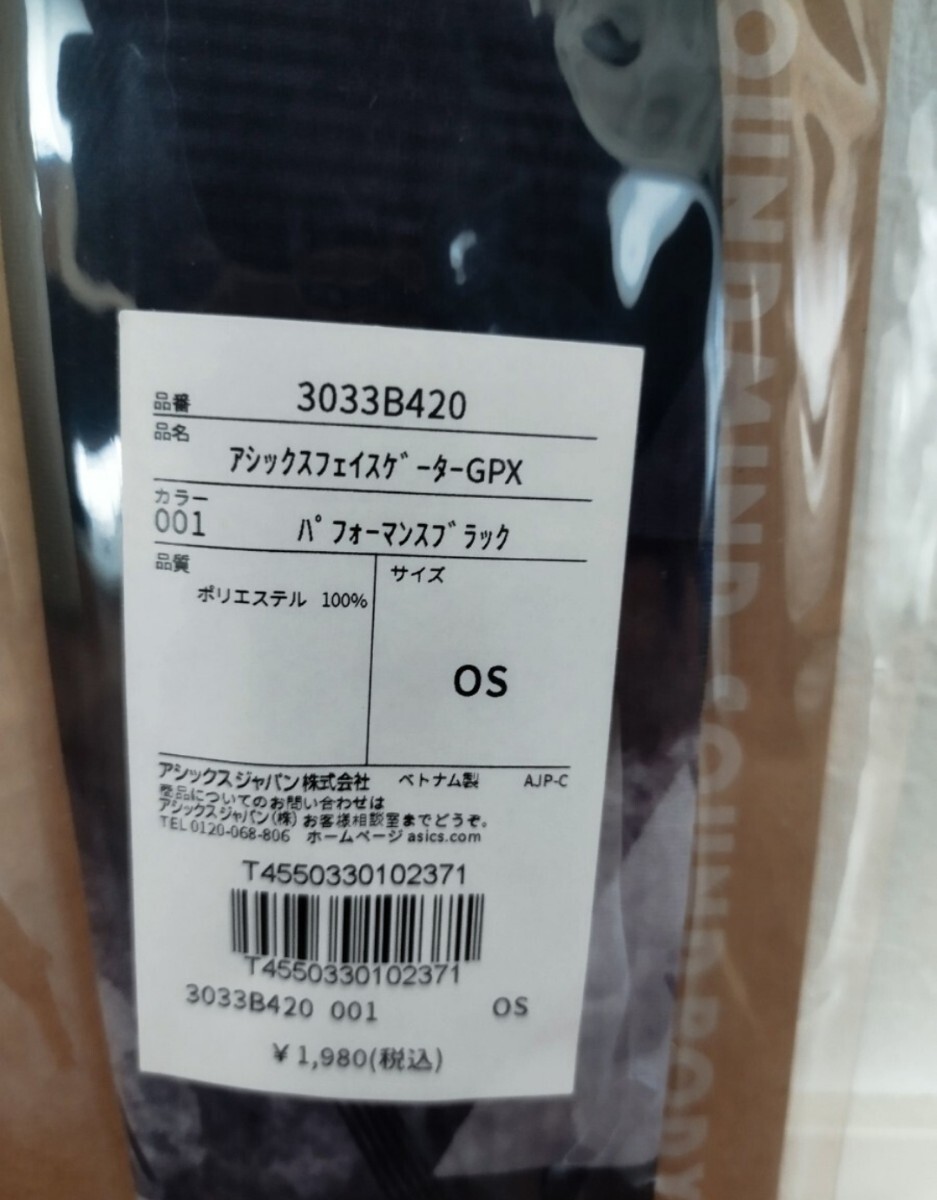 品番 3033B420
品名
ｱｼｯｸｽﾌｪｲｽｹﾞｰﾀｰGPX
カラー
001 ﾊﾟﾌｫｰﾏﾝｽﾌﾞﾗｯｸ
品質 サイズ
ポリエステル 100%
OS
アシックスジャパン株式会社 ベトナム製 AJP-C
製品についてのお問い合わせは
アシックスジャパン(株)お客様相談室までどうぞ。
TEL 0120-068-806 ホームページ asics.com
T4550330102371
T4550330102371
3033B420 001 OS
¥1,980(税込)
OUND MIND SOUND BODY